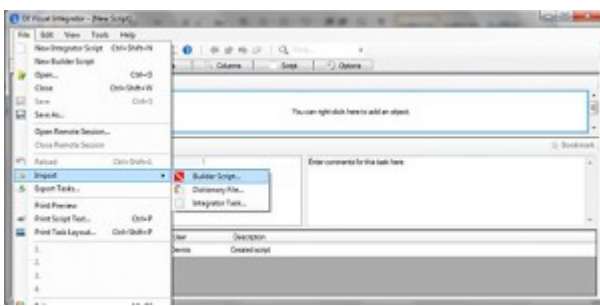 DI Visual Integrator - [New Script]
File Edit View Tools Help
New Integrator Script Ctrl+Shift+N
New Builder Script
Open... Ctrl+O
Close Ctrl+Shift+W
Save Ctrl+S
Save As...
Open Remote Session...
Close Remote Session
Reload Ctrl+Shift+L
Import
Export Tasks...
Print Preview
Print Script Text... Ctrl+P
Print Task Layout... Ctrl+Shift+P
1.
2.
3.
4.
Builder Script...
Dictionary File...
Integrator Task...
Columns Script Options
You can right click here to add an object.
Bookmark
Enter comments for this task here
User Description
Dennis Created script